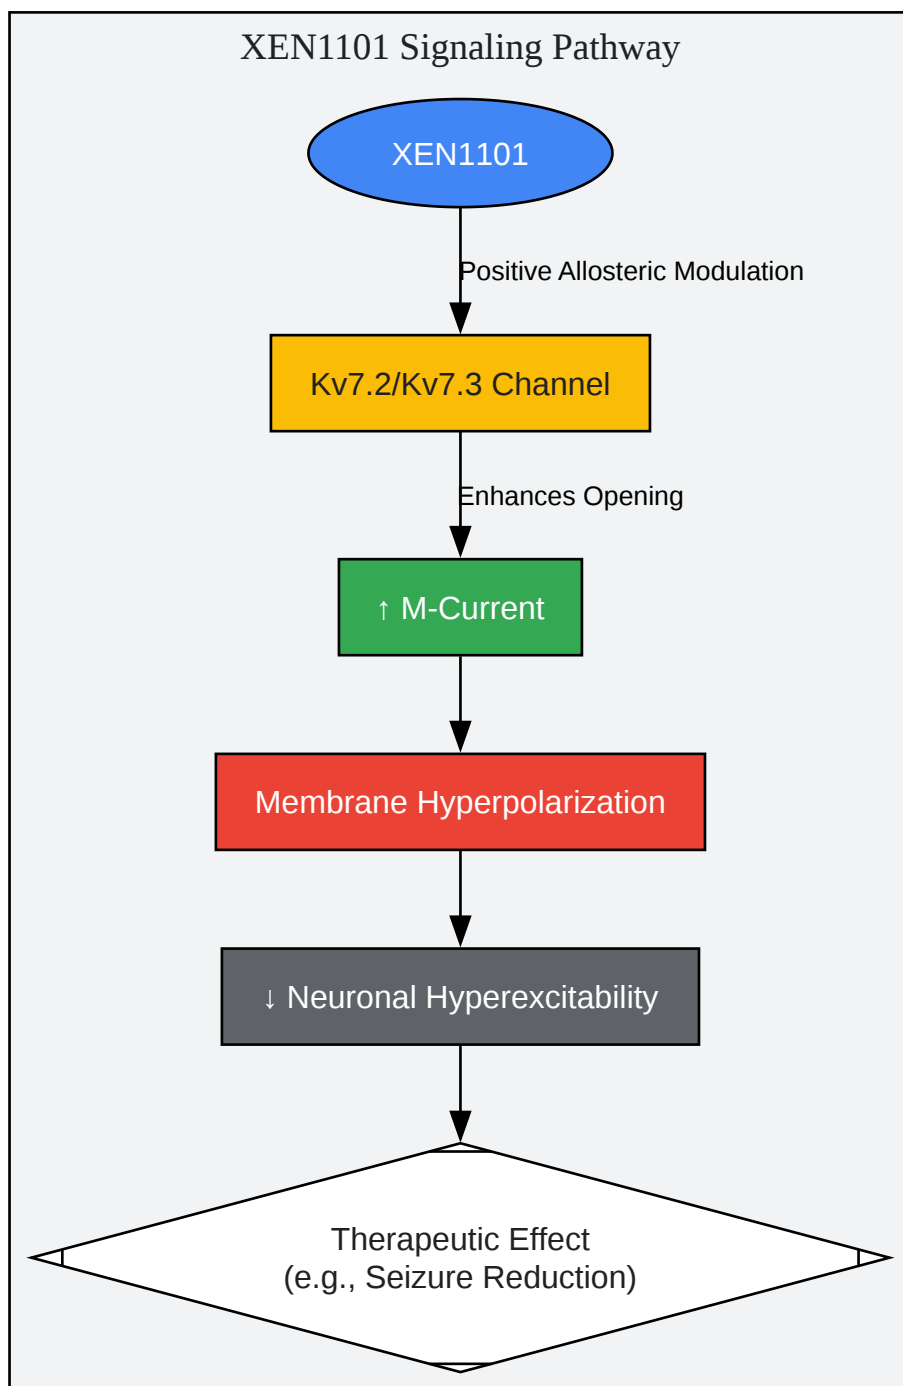 XEN1101 Signaling Pathway
XEN1101
Positive Allosteric Modulation
Kv7.2/Kv7.3 Channel
Enhances Opening
↑ M-Current
Membrane Hyperpolarization
↓ Neuronal Hyperexcitability
Therapeutic Effect
(e.g., Seizure Reduction)